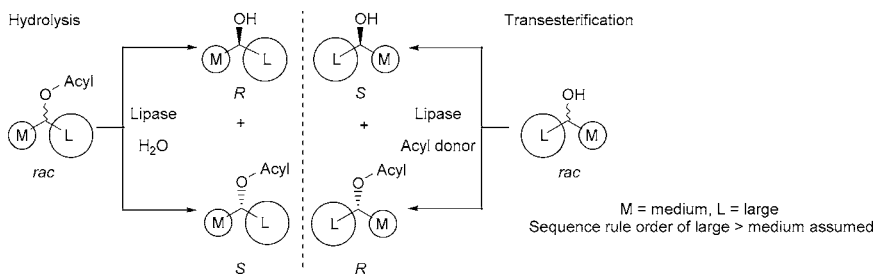 Hydrolysis
Transesterification
O
Acyl
M
L
rac
Lipase
H₂O
OH
M
L
R
+
O
Acyl
M
L
S
OH
L
M
S
+
O
Acyl
L
M
R
Lipase
Acyl donor
OH
L
M
rac
M = medium, L = large
Sequence rule order of large > medium assumed